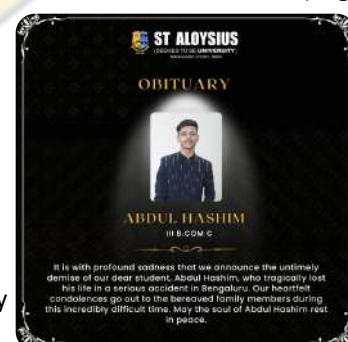 ST ALOYSIUS
(DEEMED TO BE UNIVERSITY)
OBITUARY
ABDUL HASHIM
III B.COM C
It is with profound sadness that we announce the untimely
demise of our dear student, Abdul Hashim, who tragically lost
his life in a serious accident in Bengaluru. Our heartfelt
condolences go out to the bereaved family members during
this incredibly difficult time. May the soul of Abdul Hashim rest
in peace.
y